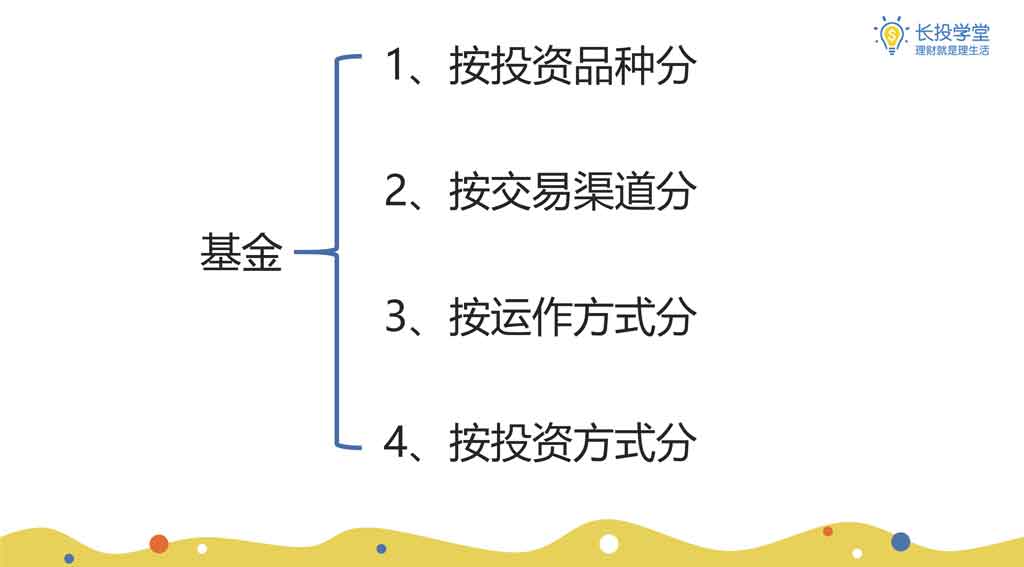 长投学堂
理财就是理生活
1、按投资品种分
2、按交易渠道分
基金
3、按运作方式分
4、按投资方式分